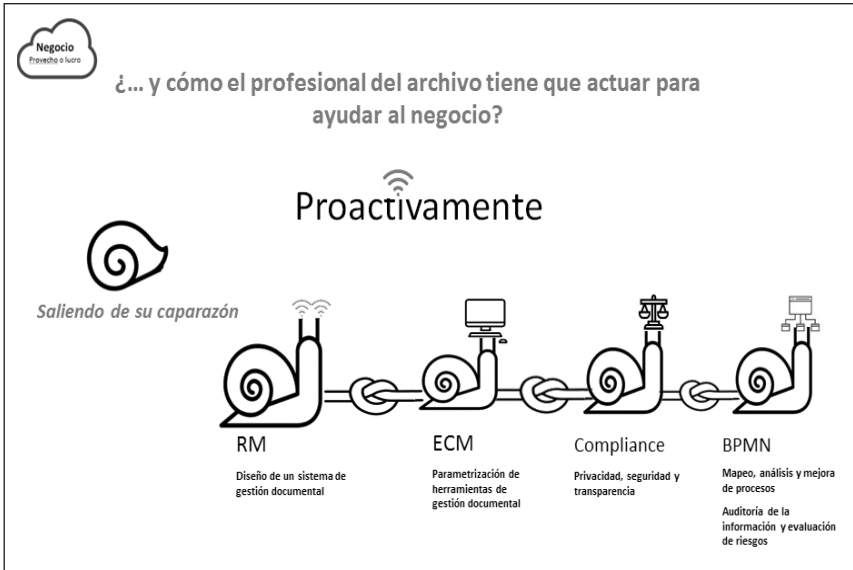 Negocio
Provecho o lucro
¿... y cómo el profesional del archivo tiene que actuar para
ayudar al negocio?
Proactivamente
Saliendo de su caparazón
RM
Diseño de un sistema de
gestión documental
ECM
Parametrización de
herramientas de
gestión documental
Compliance
Privacidad, seguridad y
transparencia
BPMN
Mapeo, análisis y mejora
de procesos
Auditoría de la
información y evaluación
de riesgos